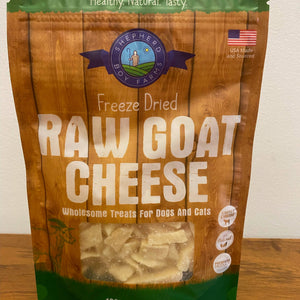 Healthy. Natural. Tasty.
SHEPHERD
BOY FARMS
USA Made
and Sourced
Freeze Dried
RAW GOAT
CHEESE
Wholesome Treats For Dogs And Cats